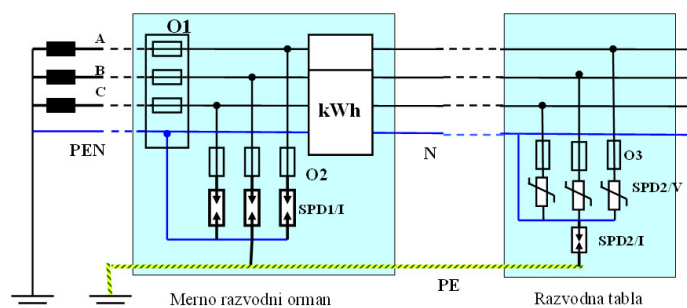 O1
A
B
C
kWh
PEN
N
O2
O3
SPD1/I
SPD2/V
SPD2/I
PE
Merno razvodni orman
Razvodna tabla